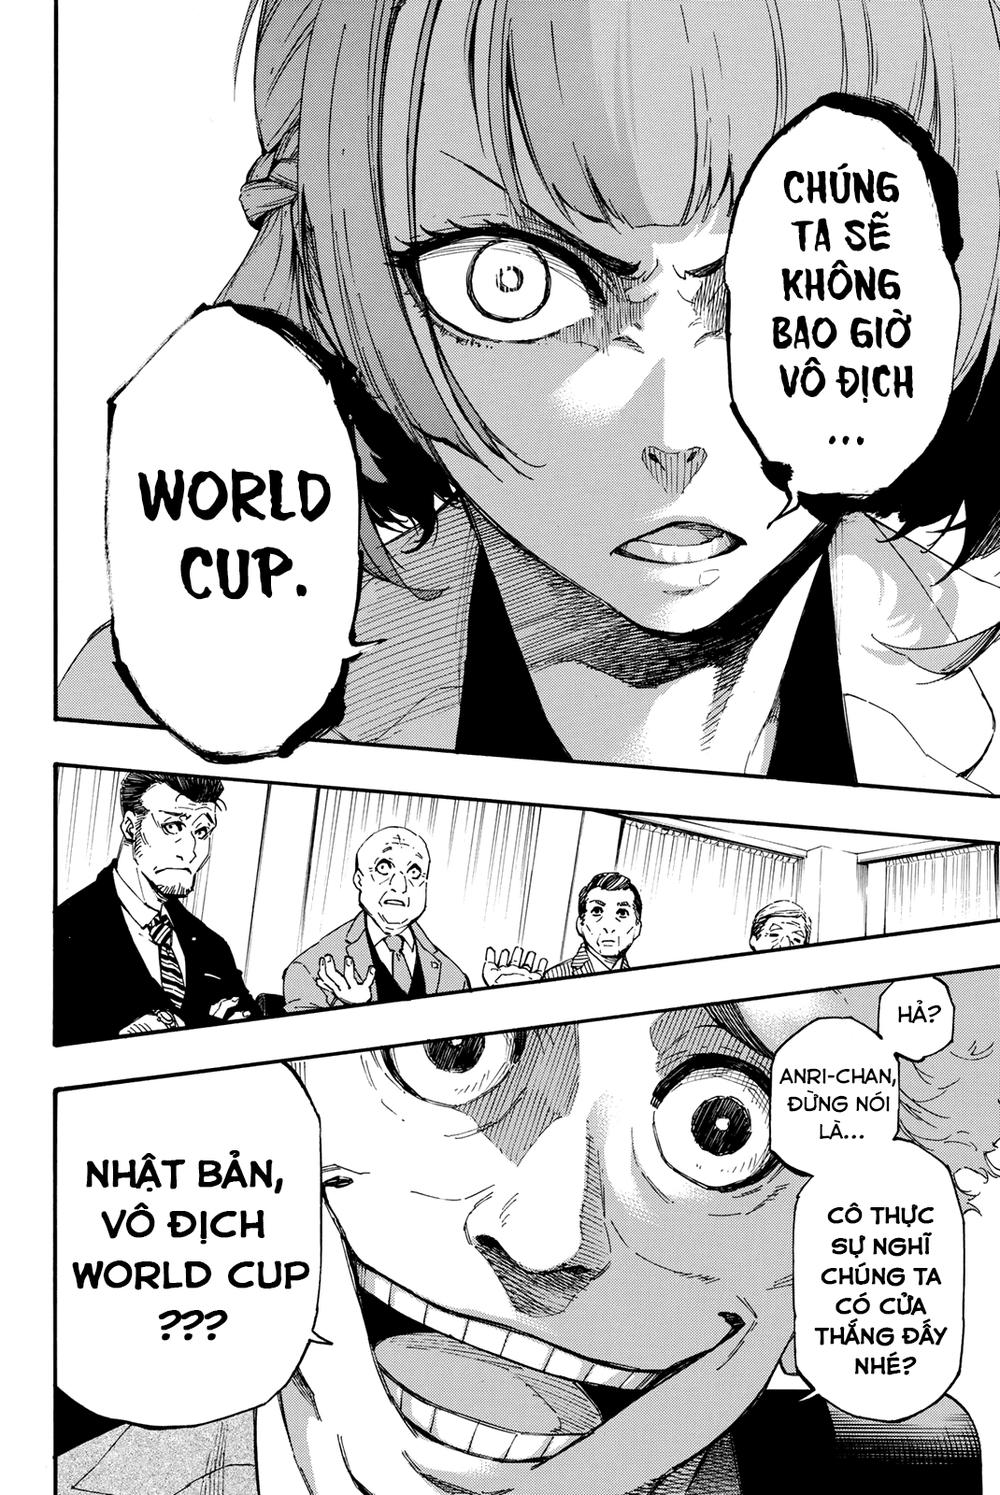 CHÚNG
TA SẼ
KHÔNG
BAO GIỜ
VÔ ĐỊCH
...
WORLD
CUP.
HẢ?
ANRI-CHAN,
ĐỪNG NÓI
LÀ...
CÔ THỰC
SỰ NGHĨ
CHÚNG TA
CÓ CỬA
THẮNG ĐẤY
NHÉ?
NHẬT BẢN,
VÔ ĐỊCH
WORLD CUP
???